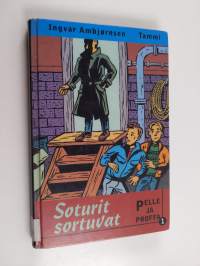 Ingvar Ambjørnsen Tammi
Soturit
sortuvat
PELLE
JA
PROFFA 1